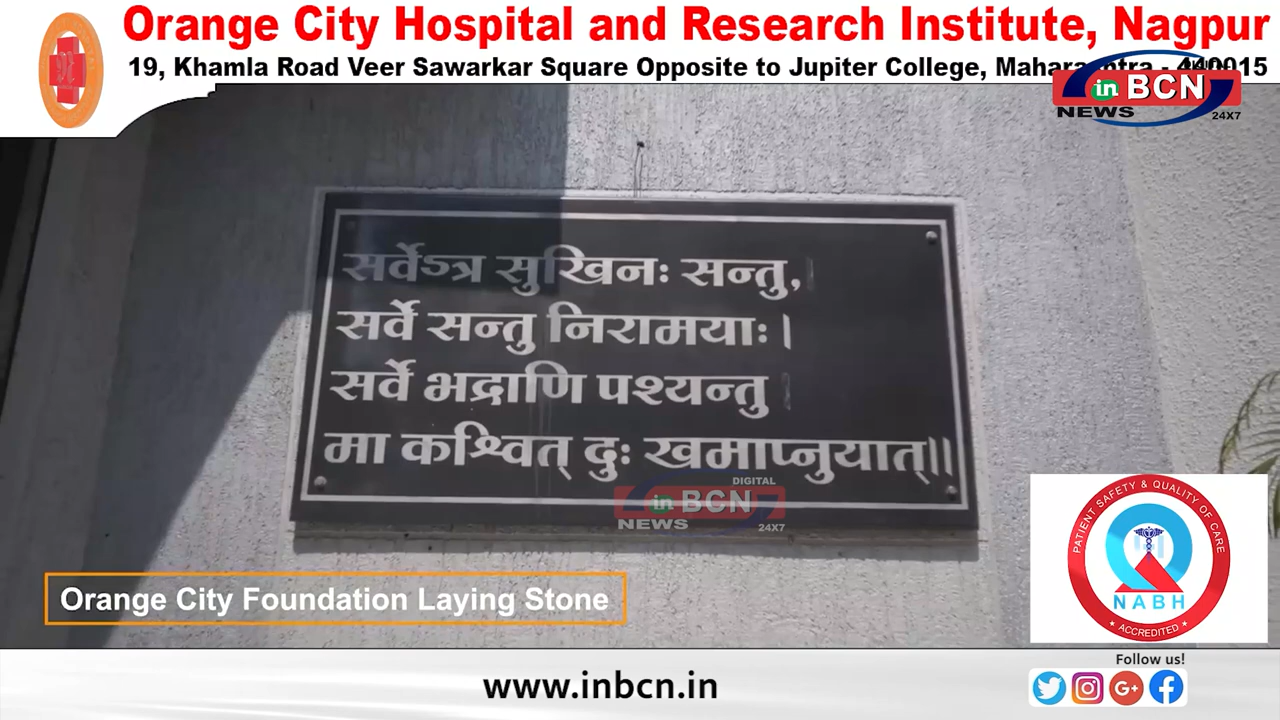 Orange City Hospital and Research Institute, Nagpur
19, Khamla Road Veer Sawarkar Square Opposite to Jupiter College, Maharashtra - 440015
in BCN
NEWS 24X7
सर्वेऽत्र सुखिनः सन्तु,
सर्वे सन्तु निरामयाः।
सर्वे भद्राणि पश्यन्तु
मा कश्चित् दुः खमाप्नुयात्॥
DIGITAL
in BCN
NEWS 24X7
PATIENT SAFETY & QUALITY OF CARE
NABH
ACCREDITED
Orange City Foundation Laying Stone
Follow us!
www.inbcn.in